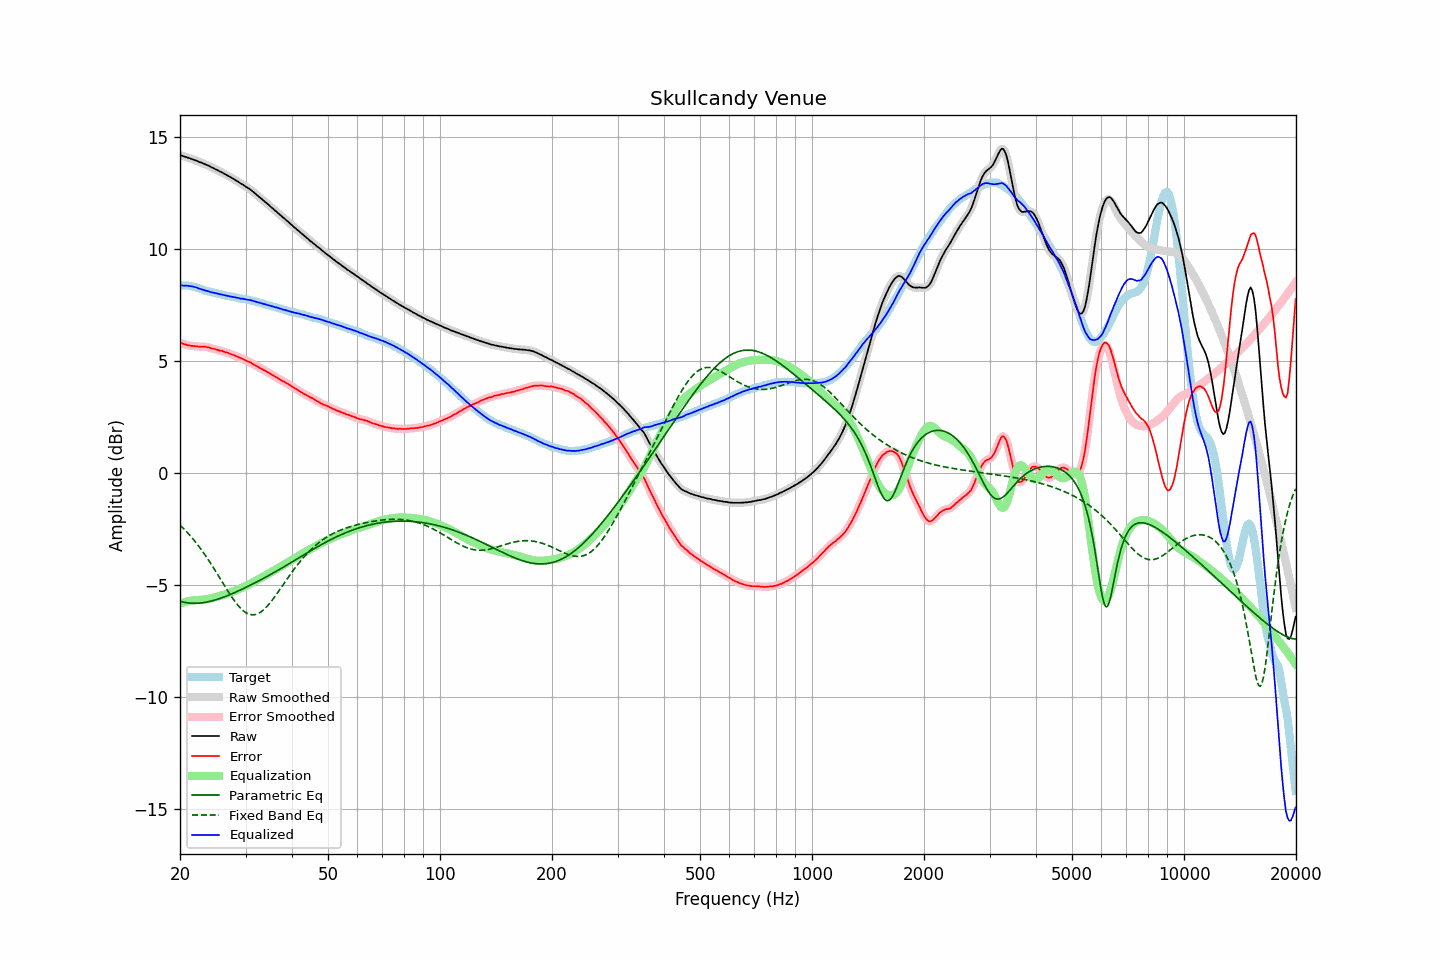 Skullcandy Venue
Amplitude (dBr)
15
10
5
0
−5
−10
−15
Target
Raw Smoothed
Error Smoothed
Raw
Error
Equalization
Parametric Eq
Fixed Band Eq
Equalized
20 50 100 200 500 1000 2000 5000 10000 20000
Frequency (Hz)